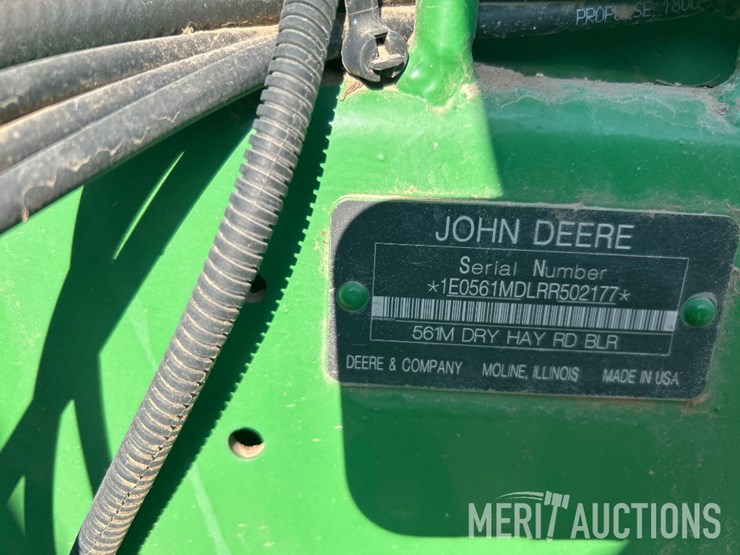 PROPOSE 1800
JOHN DEERE
Serial Number
*1E0561MDLRR502177*
561M DRY HAY RD BLR
DEERE & COMPANY MOLINE, ILLINOIS MADE IN USA
MERIT AUCTIONS